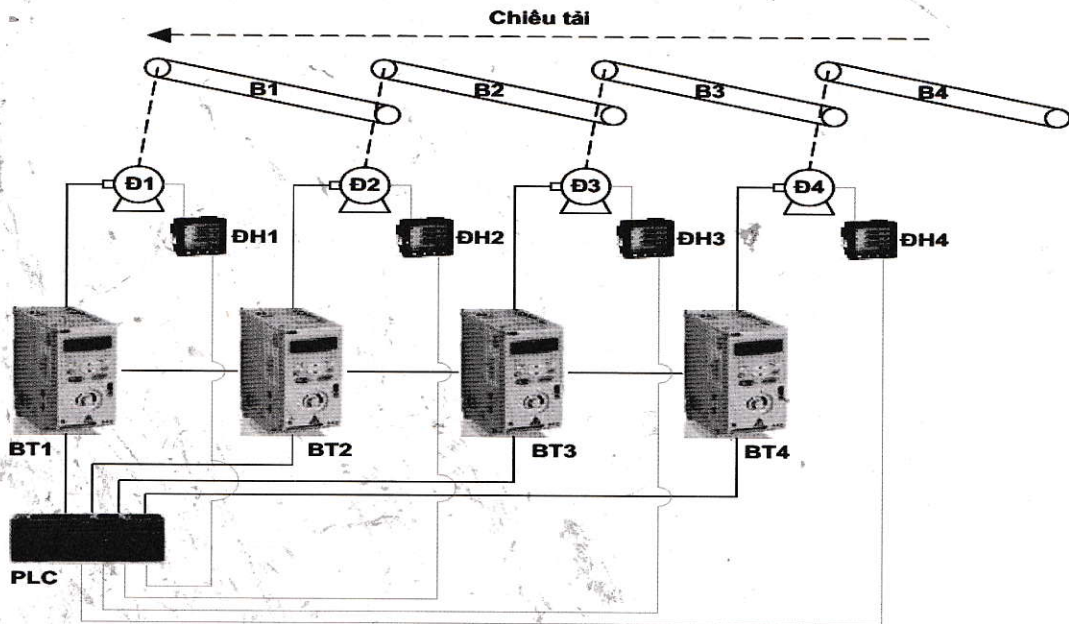 Chiều tải
B1 B2 B3 B4
Đ1 Đ2 Đ3 Đ4
ĐH1 ĐH2 ĐH3 ĐH4
BT1 BT2 BT3 BT4
PLC